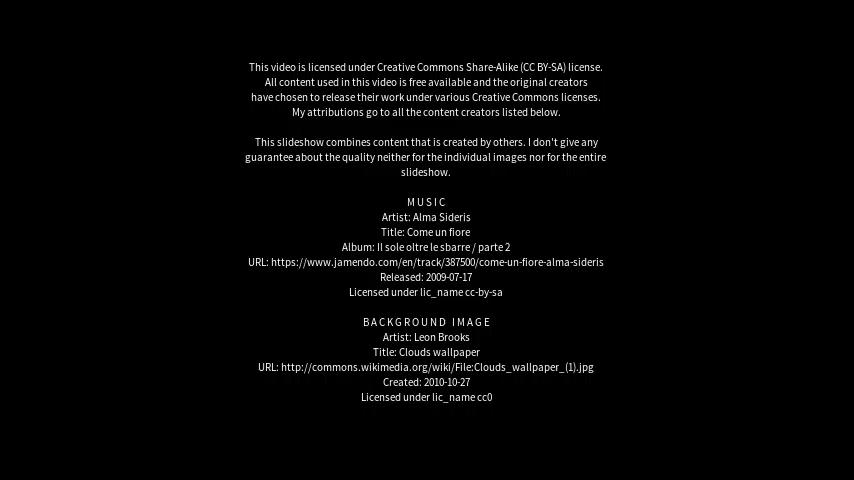 This video is licensed under Creative Commons Share-Alike (CC BY-SA) license.
All content used in this video is free available and the original creators
have chosen to release their work under various Creative Commons licenses.
My attributions go to all the content creators listed below.
This slideshow combines content that is created by others. I don't give any
guarantee about the quality neither for the individual images nor for the entire
slideshow.
M U S I C
Artist: Alma Sideris
Title: Come un fiore
Album: Il sole oltre le sbarre / parte 2
URL: https://www.jamendo.com/en/track/387500/come-un-fiore-alma-sideris
Released: 2009-07-17
Licensed under lic_name cc-by-sa
B A C K G R O U N D   I M A G E
Artist: Leon Brooks
Title: Clouds wallpaper
URL: http://commons.wikimedia.org/wiki/File:Clouds_wallpaper_(1).jpg
Created: 2010-10-27
Licensed under lic_name cc0